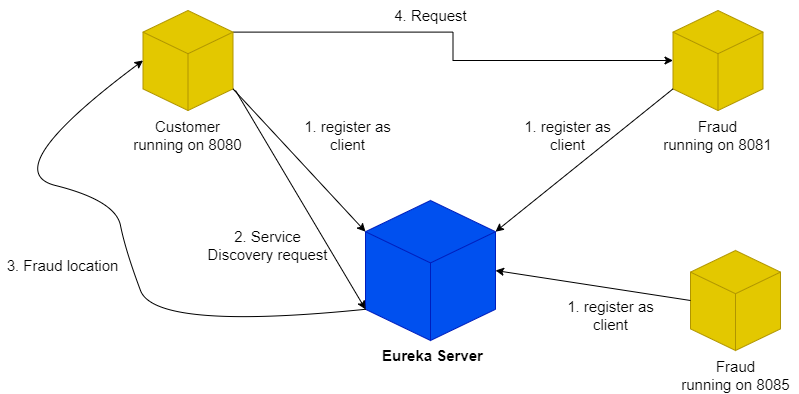 4. Request
Customer
running on 8080
1. register as
client
1. register as
client
Fraud
running on 8081
2. Service
Discovery request
3. Fraud location
1. register as
client
Eureka Server
Fraud
running on 8085